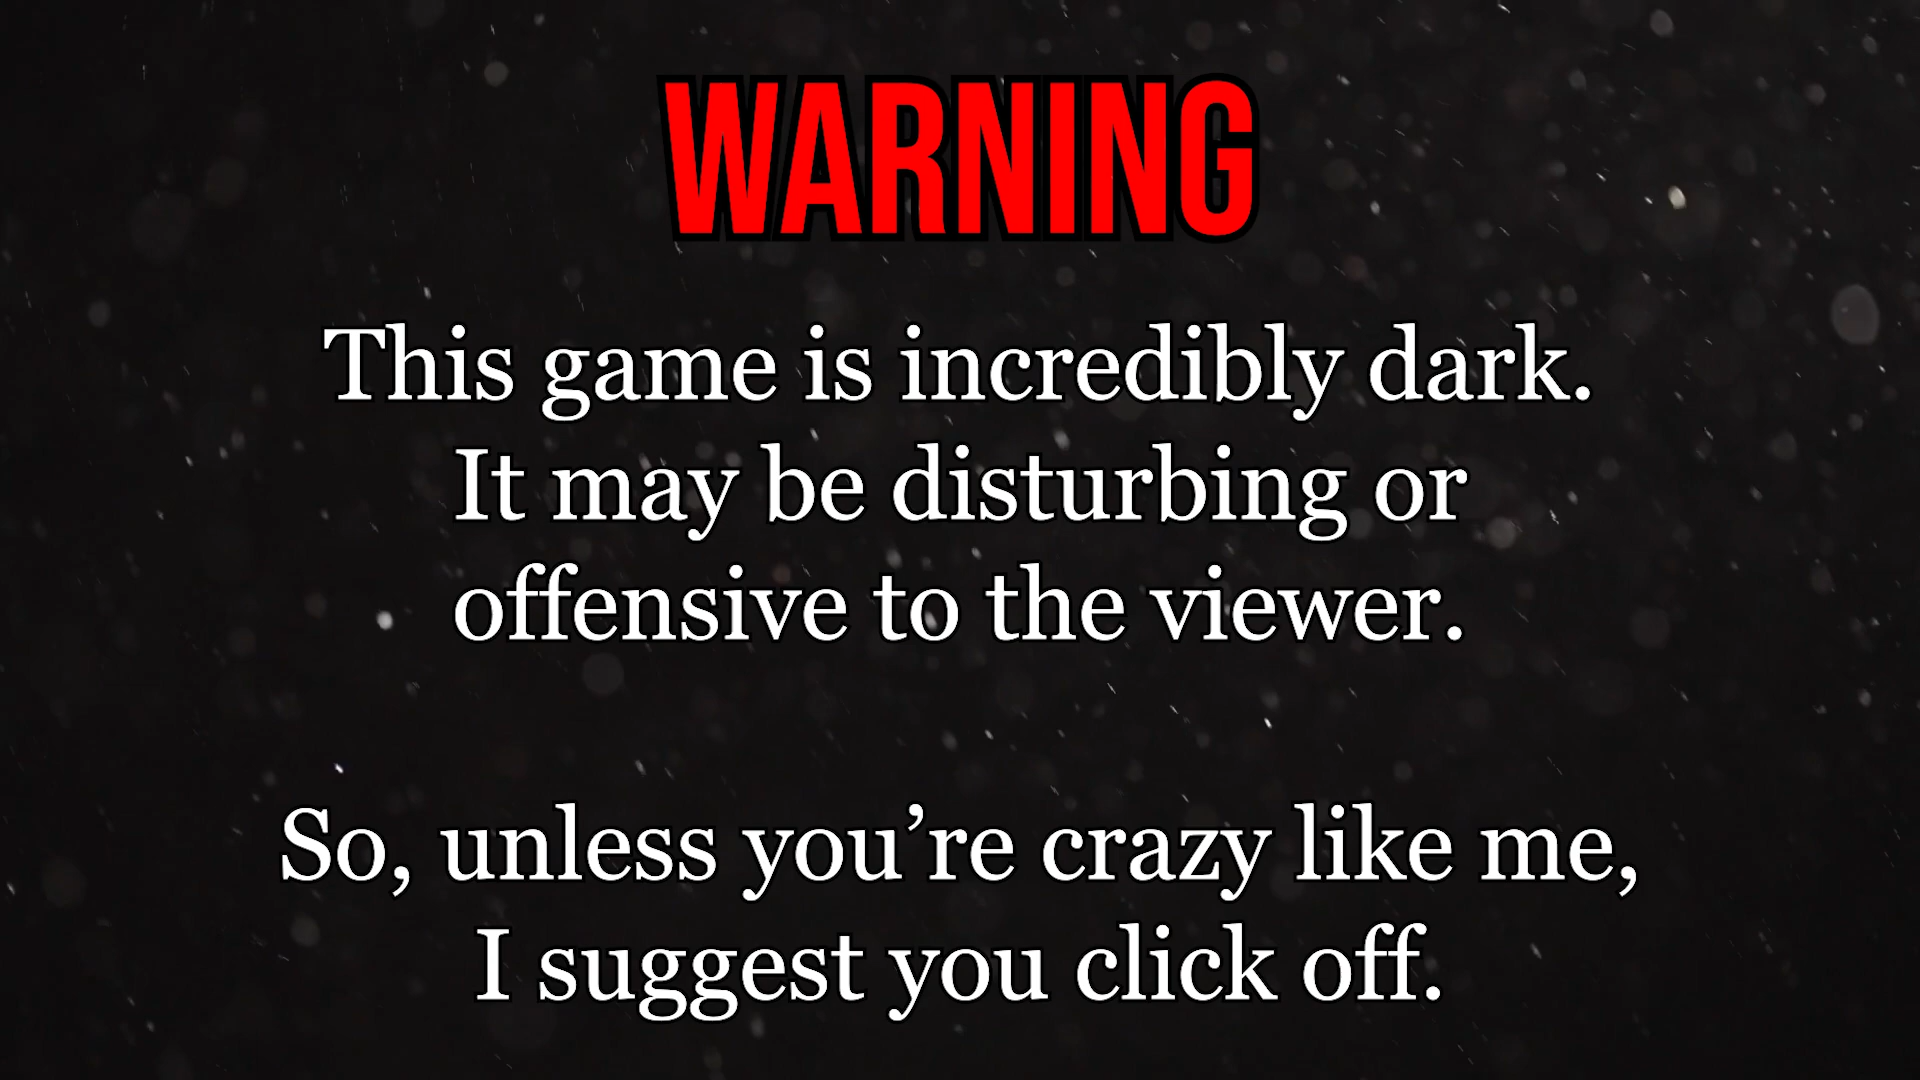 WARNING
This game is incredibly dark.
It may be disturbing or
offensive to the viewer.
So, unless you’re crazy like me,
I suggest you click off.